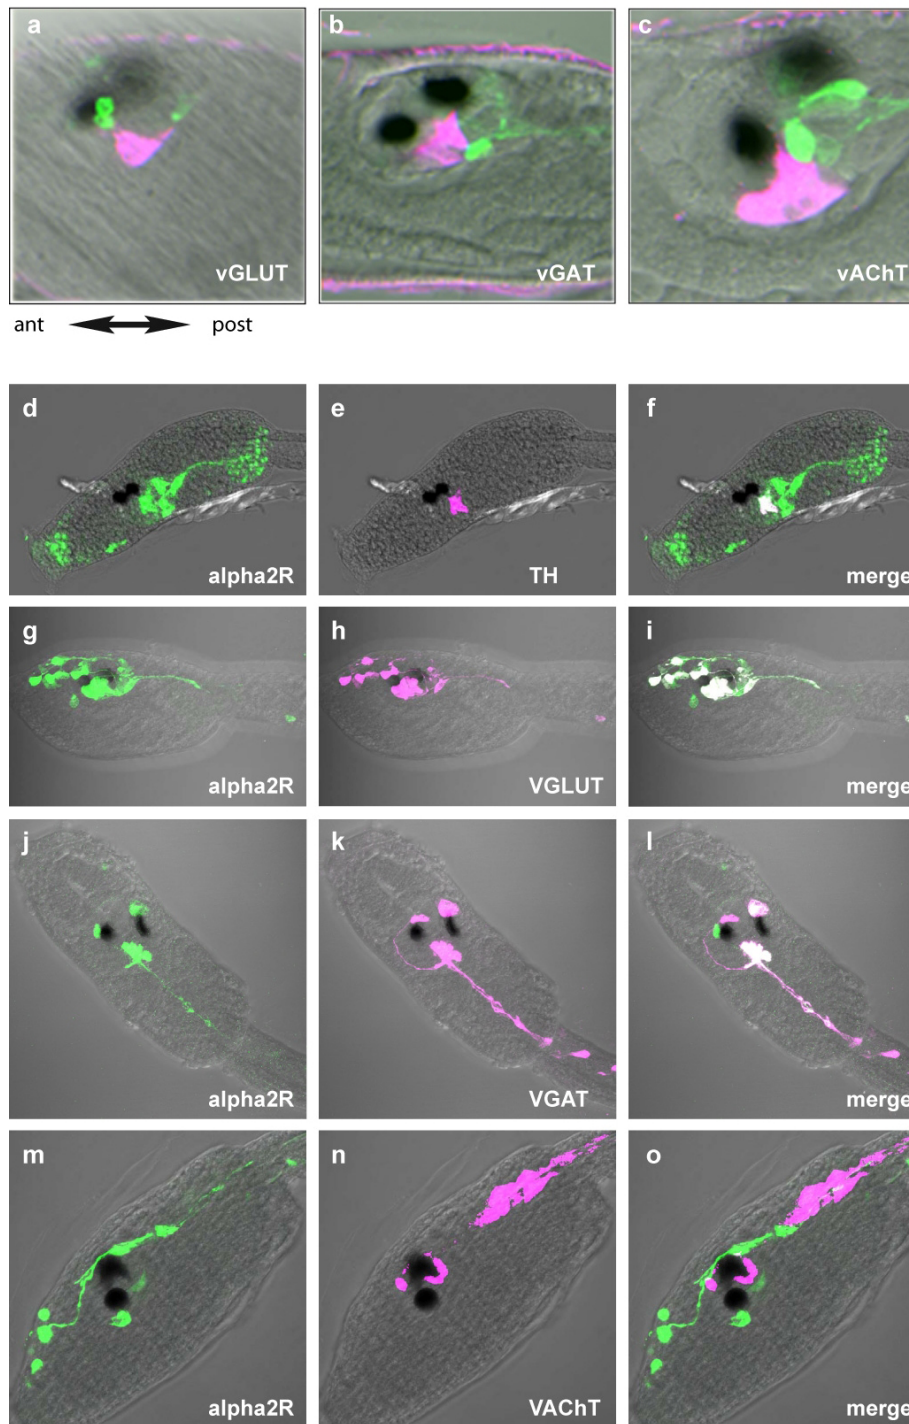 a
vGLUT
b
vGAT
c
vAChT
ant
post
d
alpha2R
e
TH
f
merge
g
alpha2R
h
VGLUT
i
merge
j
alpha2R
k
VGAT
l
merge
m
alpha2R
n
VAChT
o
merge